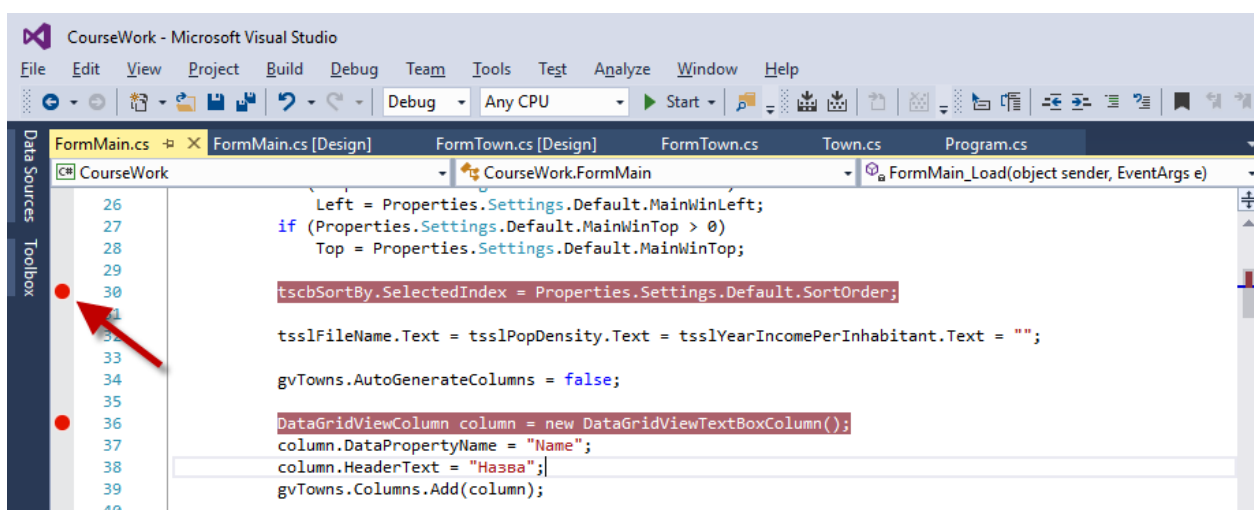 CourseWork - Microsoft Visual Studio
File Edit View Project Build Debug Team Tools Test Analyze Window Help
Debug Any CPU Start
Data Sources
Toolbox
FormMain.cs FormMain.cs [Design] FormTown.cs [Design] FormTown.cs Town.cs Program.cs
C# CourseWork CourseWork.FormMain FormMain_Load(object sender, EventArgs e)
26 Left = Properties.Settings.Default.MainWinLeft;
27 if (Properties.Settings.Default.MainWinTop > 0)
28 Top = Properties.Settings.Default.MainWinTop;
29
30 tscbSortBy.SelectedIndex = Properties.Settings.Default.SortOrder;
31
32 tsslFileName.Text = tsslPopDensity.Text = tsslYearIncomePerInhabitant.Text = "";
33
34 gvTowns.AutoGenerateColumns = false;
35
36 DataGridViewColumn column = new DataGridViewTextBoxColumn();
37 column.DataPropertyName = "Name";
38 column.HeaderText = "Назва";
39 gvTowns.Columns.Add(column);